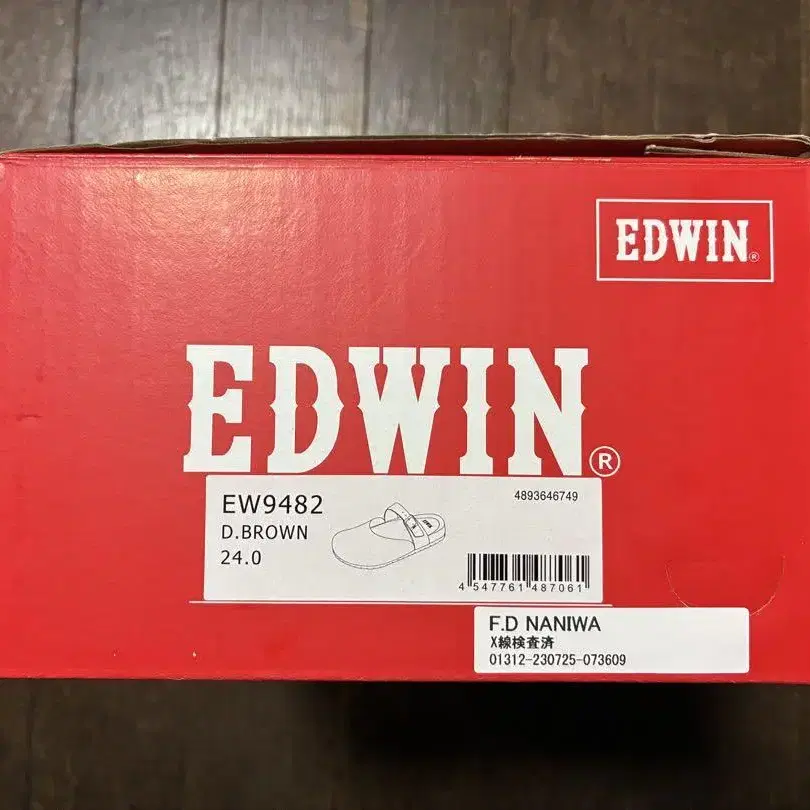 EDWIN®
EDWIN®
EW9482
4893646749
D.BROWN
24.0
4 547761 487061
F.D NANIWA
X線検査済
01312-230725-073609